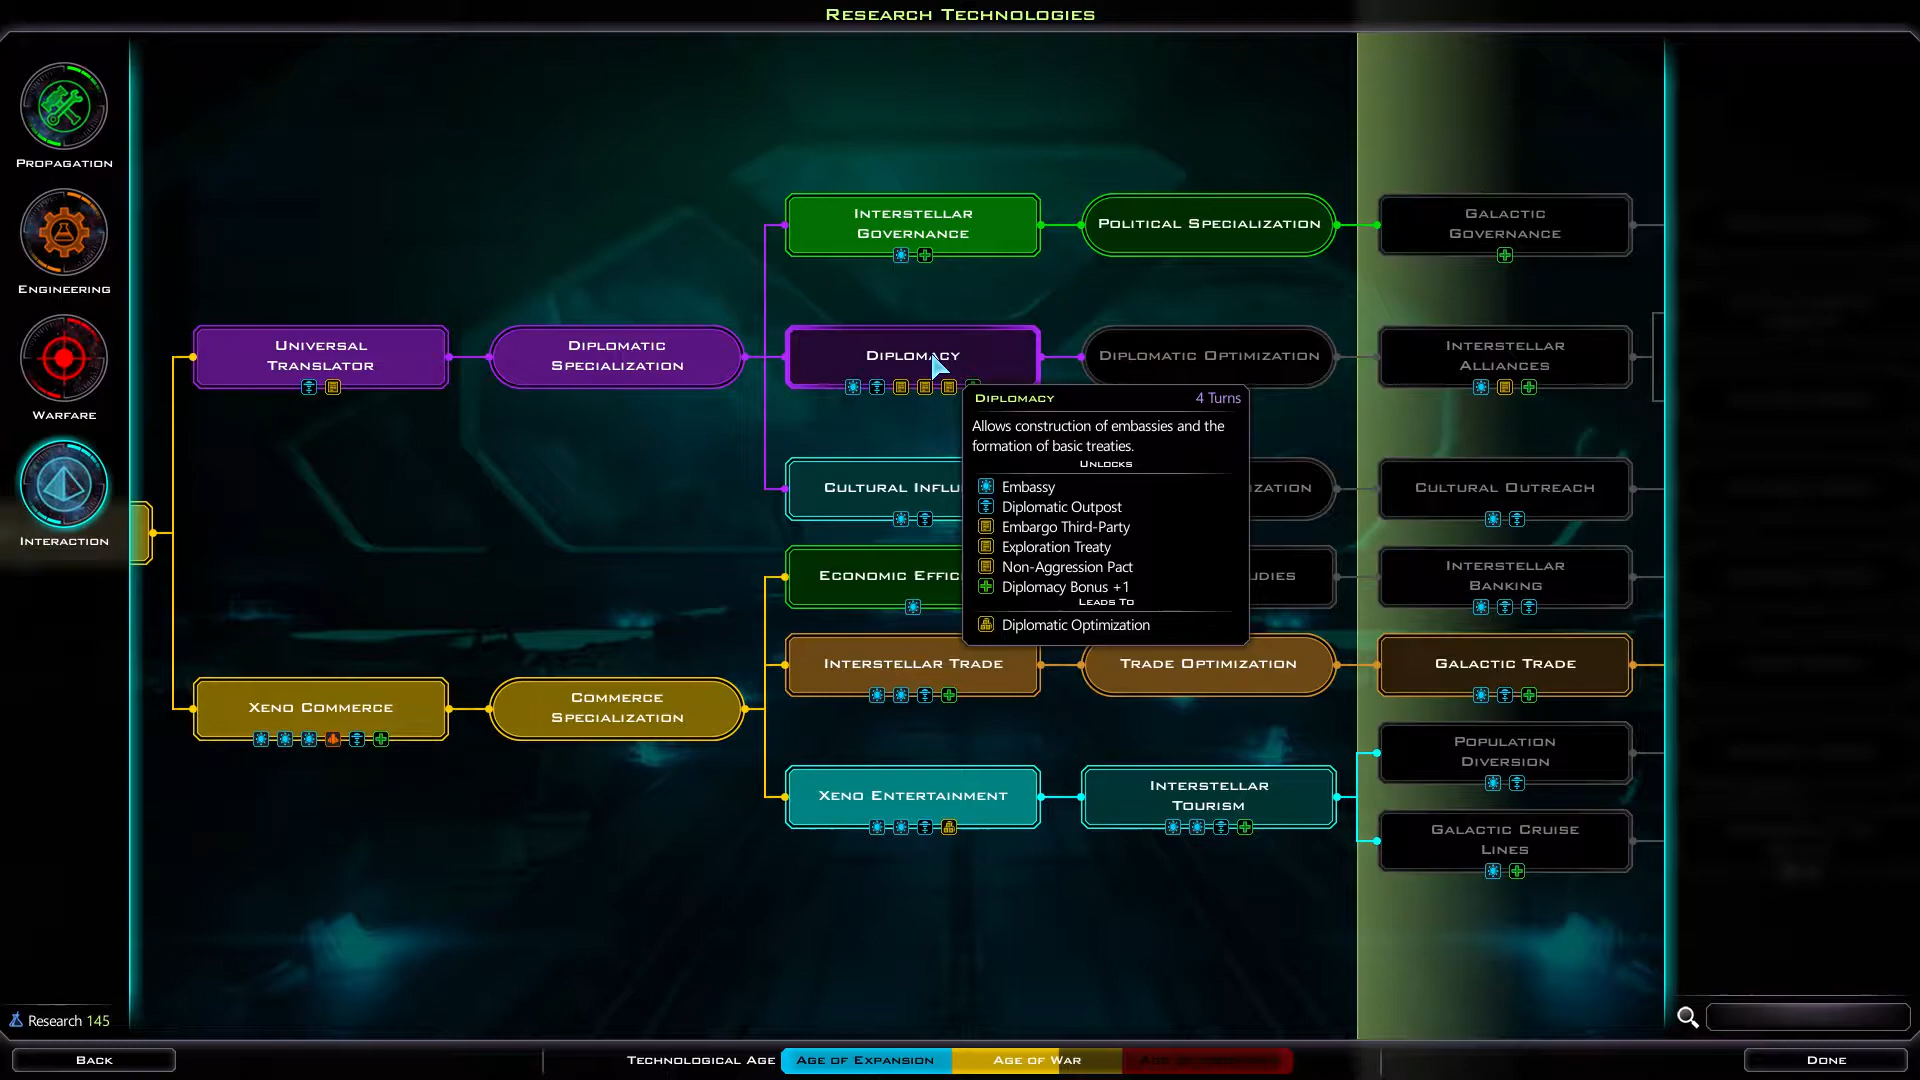 Research Technologies
Propagation
Engineering
Warfare
Interaction
Interstellar
Governance
Political Specialization
Galactic
Governance
Universal
Translator
Diplomatic
Specialization
Diplomacy
Diplomatic Optimization
Interstellar
Alliances
Diplomacy
4 Turns
Allows construction of embassies and the
formation of basic treaties.
Unlocks
Embassy
Diplomatic Outpost
Embargo Third-Party
Exploration Treaty
Non-Aggression Pact
Diplomacy Bonus +1
Leads To
Diplomatic Optimization
Cultural Influ
ization
Cultural Outreach
Economic Effic
udies
Interstellar
Banking
Xeno Commerce
Commerce
Specialization
Interstellar Trade
Trade Optimization
Galactic Trade
Population
Diversion
Xeno Entertainment
Interstellar
Tourism
Galactic Cruise
Lines
Research 145
Back
Technological Age
Age of Expansion
Age of War
Done